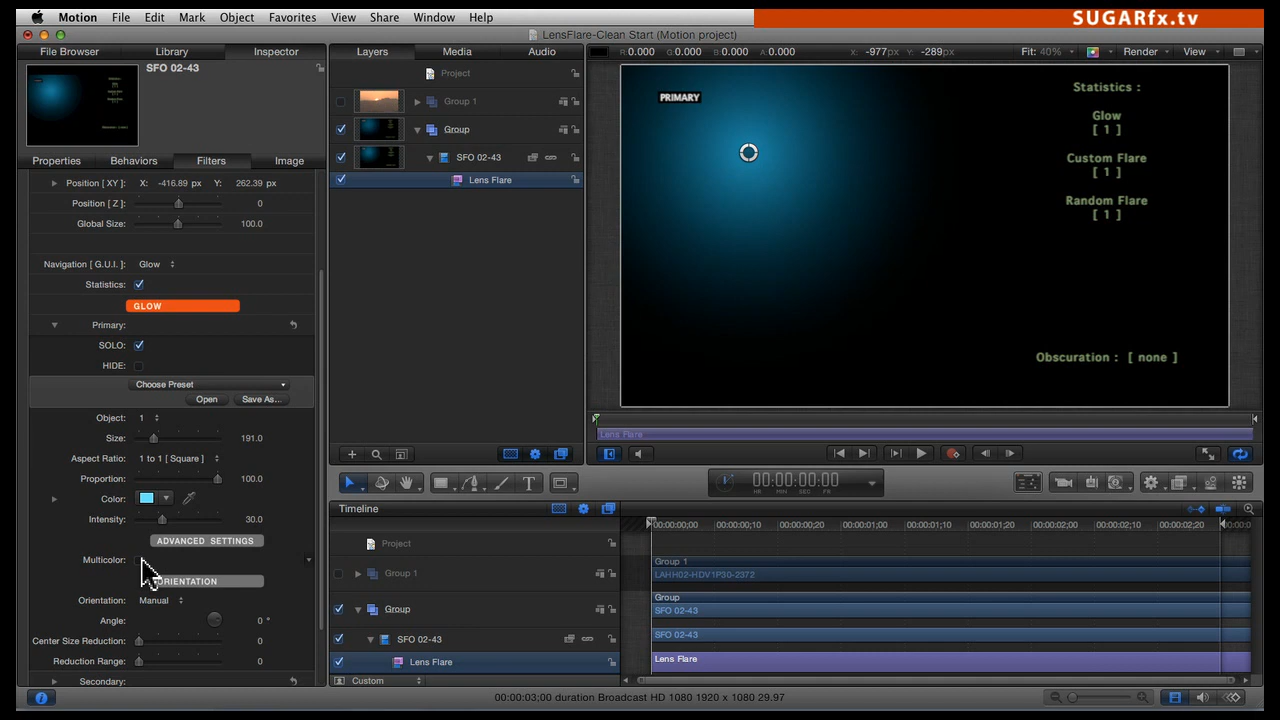 Motion File Edit Mark Object Favorites View Share Window Help
SUGARfx.tv
LensFlare-Clean Start (Motion project)
File Browser Library Inspector
Layers Media Audio
R: 0.000 G: 0.000 B: 0.000 A: 0.000 X: -977px Y: -289px Fit: 40% Render View
SFO 02-43
Project
Group 1
Group
SFO 02-43
Lens Flare
PRIMARY
Statistics :
Glow
[ 1 ]
Custom Flare
[ 1 ]
Random Flare
[ 1 ]
Obscuration : [ none ]
Properties Behaviors Filters Image
Position [ XY ]: X: -416.89 px Y: 262.39 px
Position [ Z ]: 0
Global Size: 100.0
Navigation [ G.U.I. ]: Glow
Statistics:
GLOW
Primary:
SOLO:
HIDE:
Choose Preset
Open Save As...
Object: 1
Size: 191.0
Aspect Ratio: 1 to 1 [ Square ]
Proportion: 100.0
Color:
Intensity: 30.0
ADVANCED SETTINGS
Multicolor:
ORIENTATION
Orientation: Manual
Angle: 0 °
Center Size Reduction: 0
Reduction Range: 0
Secondary:
Lens Flare
00:00:00:00
HR MIN SEC FR
Timeline
00:00:00;00 00:00:00;10 00:00:00;20 00:00:01;00 00:00:01;10 00:00:01;20 00:00:02;00 00:00:02;10 00:00:02;20
Project
Group 1
Group 1
LAHH02-HDV1P30-2372
Group
Group
SFO 02-43
SFO 02-43
SFO 02-43
Lens Flare
Lens Flare
Custom
00:00:03;00 duration Broadcast HD 1080 1920 x 1080 29.97